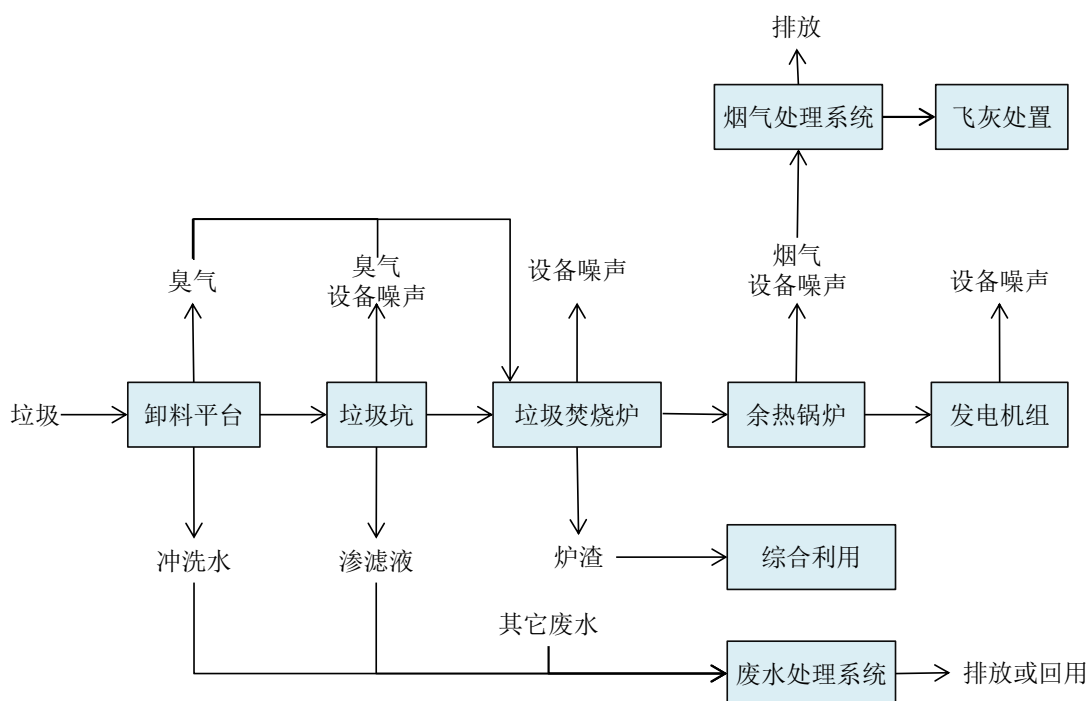 排放
烟气处理系统
飞灰处置
臭气
臭气
设备噪声
设备噪声
烟气
设备噪声
设备噪声
垃圾
卸料平台
垃圾坑
垃圾焚烧炉
余热锅炉
发电机组
冲洗水
渗滤液
炉渣
综合利用
其它废水
废水处理系统
排放或回用